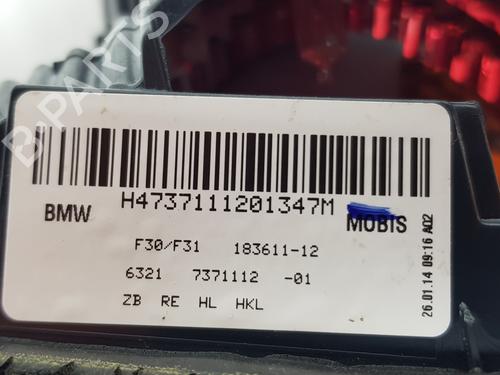 B-PARTS
H4737111201347M
BMW MOBIS
F30/F31 183611-12
6321 7371112 -01
ZB RE HL HKL
26.01.14 09:16 A02